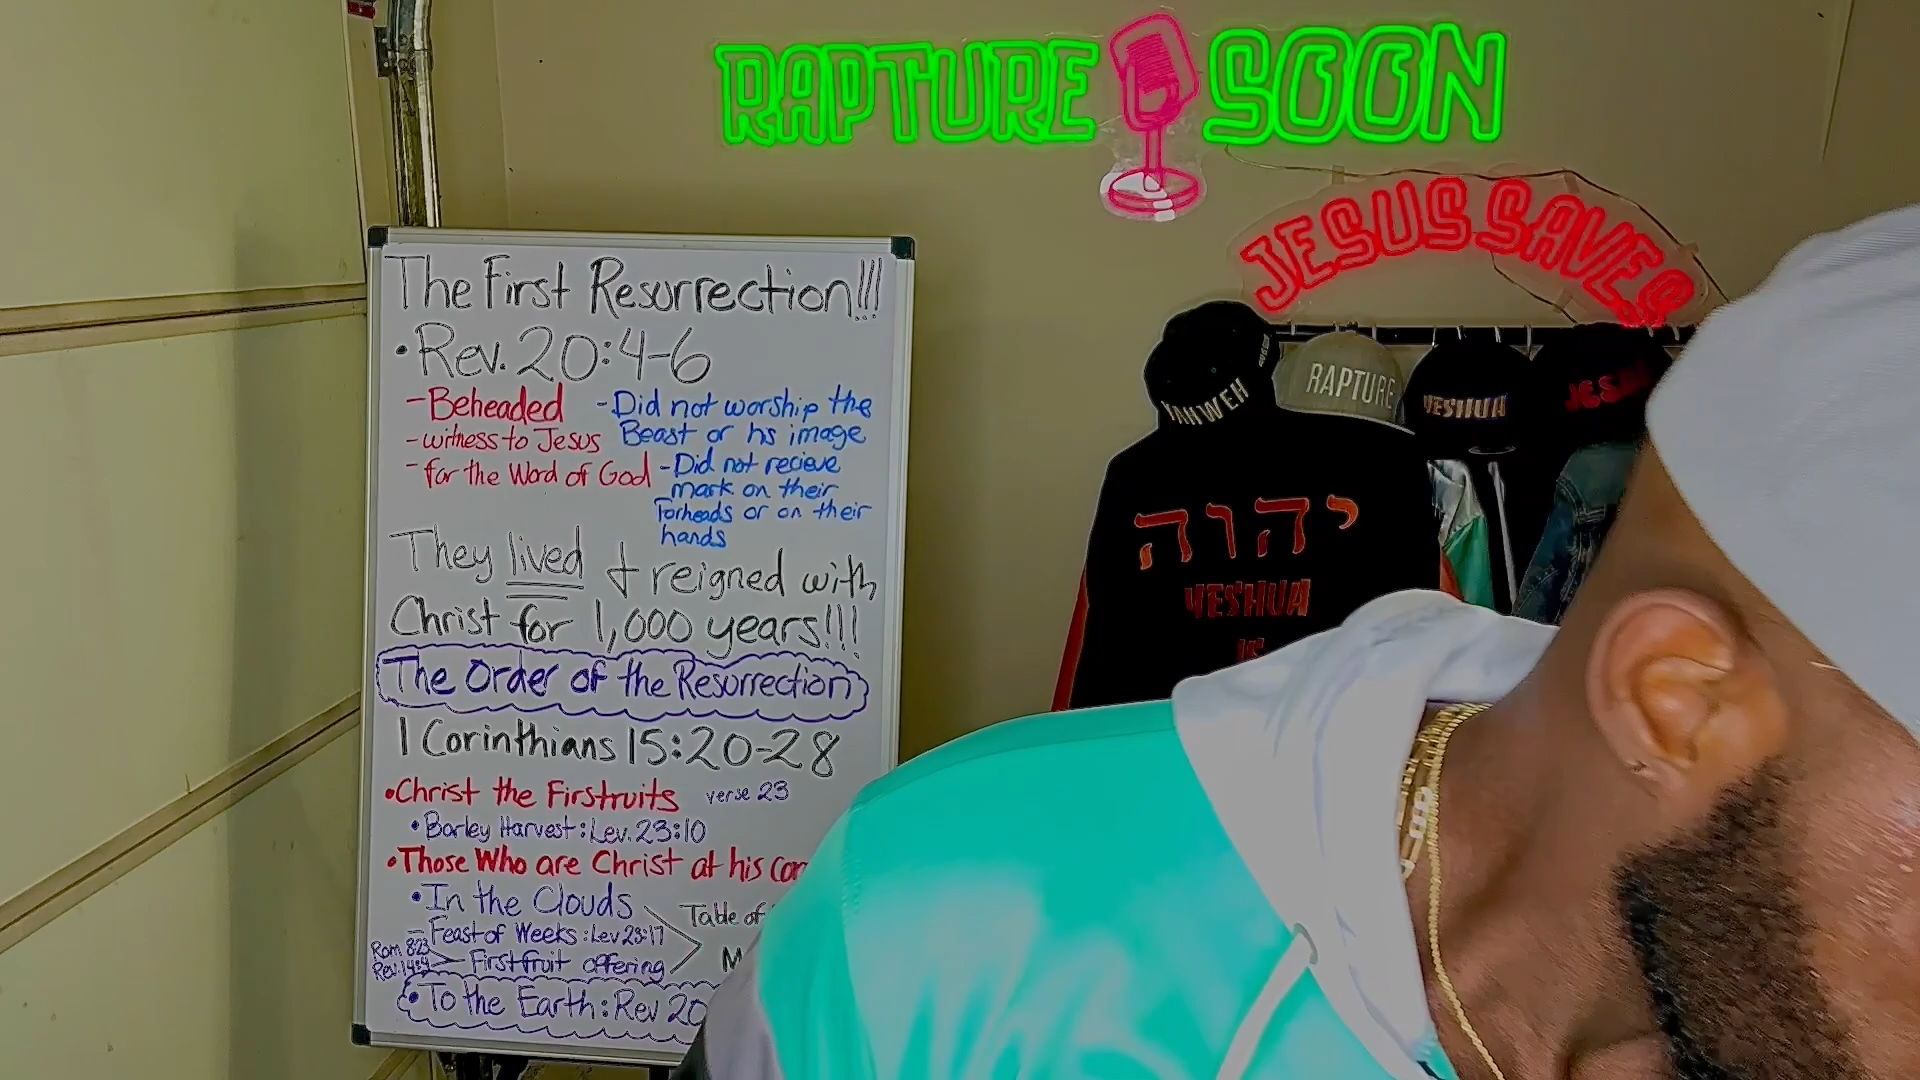 RAPTURE SOON
JESUS SAVES
The First Resurrection!!!
• Rev. 20:4-6
- Beheaded
- witness to Jesus
- for the Word of God
- Did not worship the
Beast or hs image
- Did not recieve
mark on their
Forheads or on their
hands
They lived & reigned with
Christ for 1,000 years!!!
The Order of the Resurrection
1 Corinthians 15:20-28
• Christ the Firstruits verse 23
• Barley Harvest: Lev. 23:10
• Those Who are Christ at his
• In the Clouds
- Feast of Weeks: Lev 23:17
- Firstfruit offering
Rom 8:23
Rev. 14:4
Table of
• To the Earth: Rev 20
YAHWEH
RAPTURE
YESHUA
יהוה
YESHUA
IS